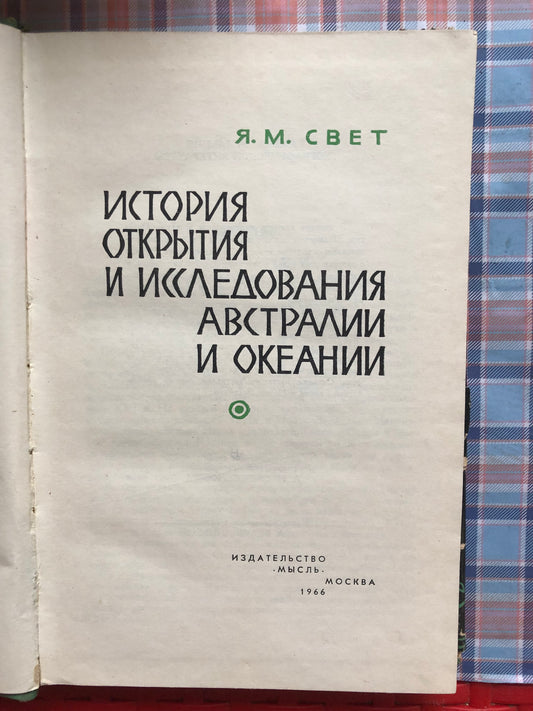 Я. М. СВЕТ
ИСТОРИЯ
ОТКРЫТИЯ
И ИССЛЕДОВАНИЯ
АВСТРАЛИИ
И ОКЕАНИИ
ИЗДАТЕЛЬСТВО
·МЫСЛЬ·
МОСКВА
1966